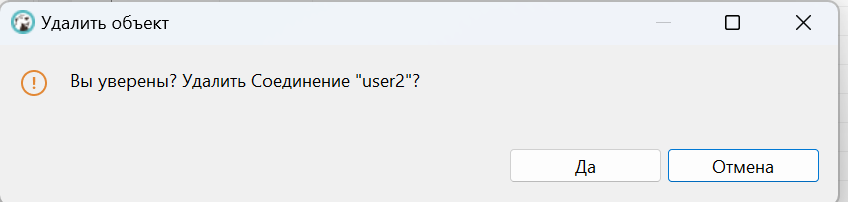 Удалить объект
Вы уверены? Удалить Соединение "user2"?
Да
Отмена